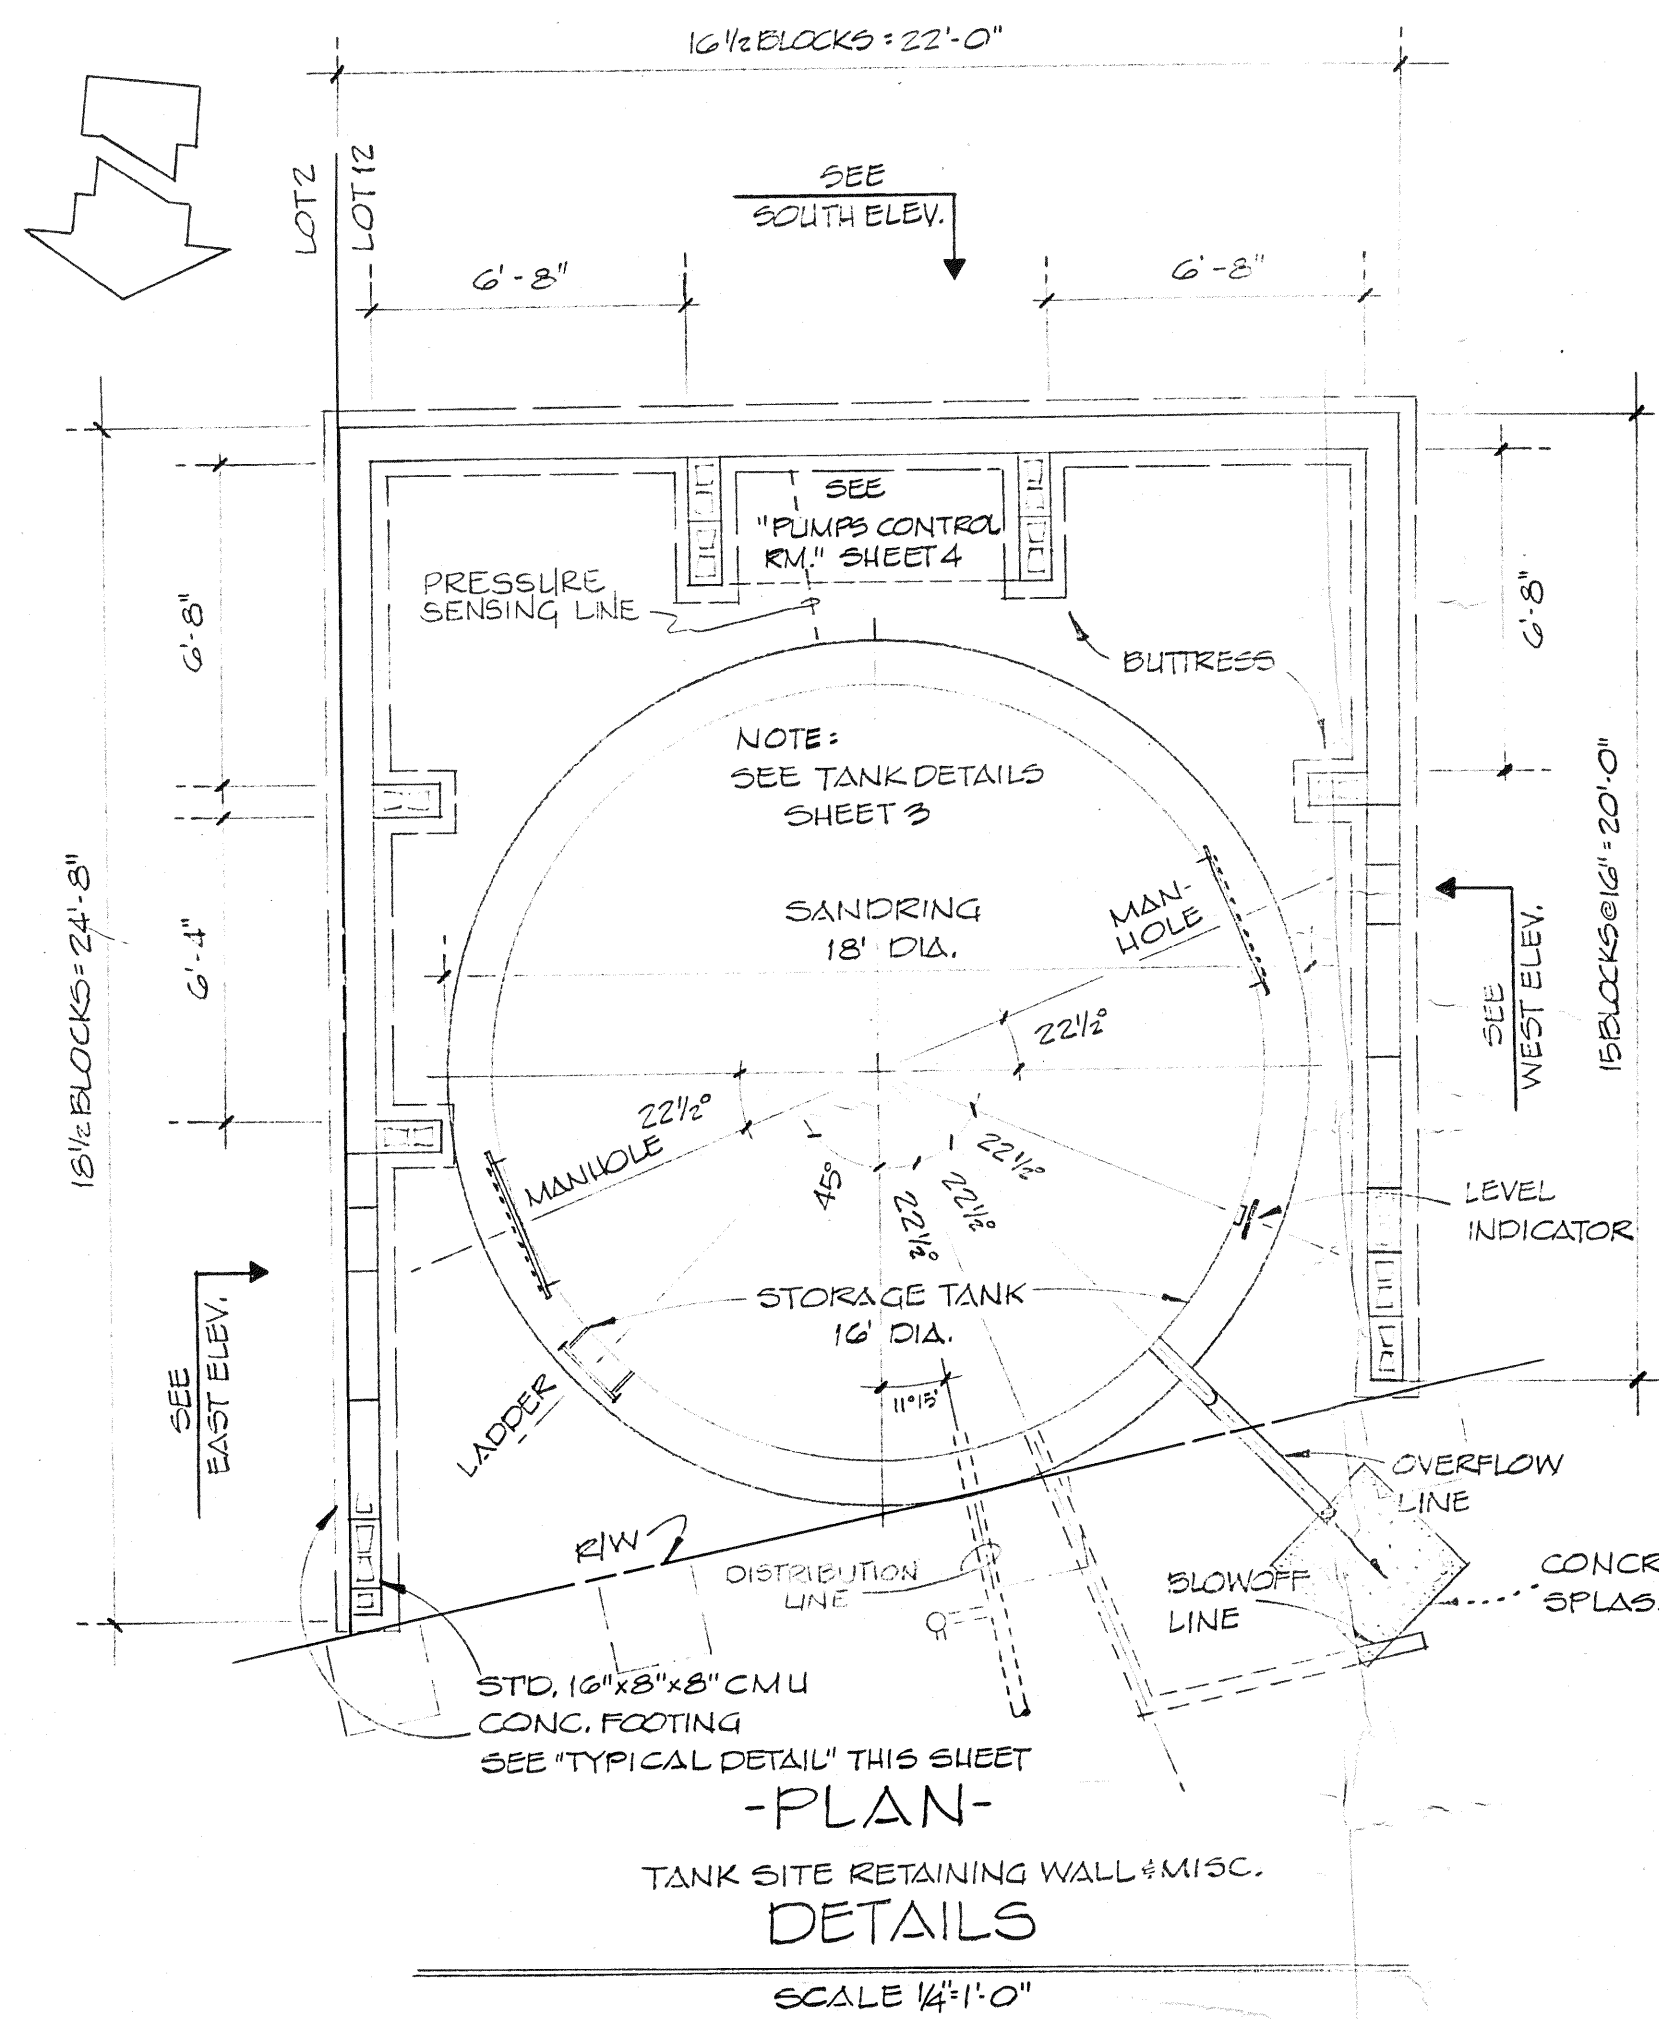 16 1/2 BLOCKS = 22'-0"
LOT 2
LOT 12
SEE
SOUTH ELEV.
6'-8"
6'-8"
SEE
"PUMPS CONTROL
RM." SHEET 4
PRESSURE
SENSING LINE
BUTTRESS
6'-8"
6'-8"
NOTE:
SEE TANK DETAILS
SHEET 3
18 1/2 BLOCKS = 24'-8"
6'-4"
SANDRING
18' DIA.
MAN-
HOLE
SEE
WEST ELEV.
15 BLOCKS @ 16" = 20'-0"
22 1/2°
22 1/2°
MANHOLE
45°
22 1/2°
22 1/2°
22 1/2°
LEVEL
INDICATOR
SEE
EAST ELEV.
STORAGE TANK
16' DIA.
11°15'
LADDER
OVERFLOW
LINE
R/W
DISTRIBUTION
LINE
BLOWOFF
LINE
CONCR
SPLAS
STD. 16"x8"x8" CMU
CONC. FOOTING
SEE "TYPICAL DETAIL" THIS SHEET
-PLAN-
TANK SITE RETAINING WALL & MISC.
DETAILS
SCALE 1/4"=1'-0"